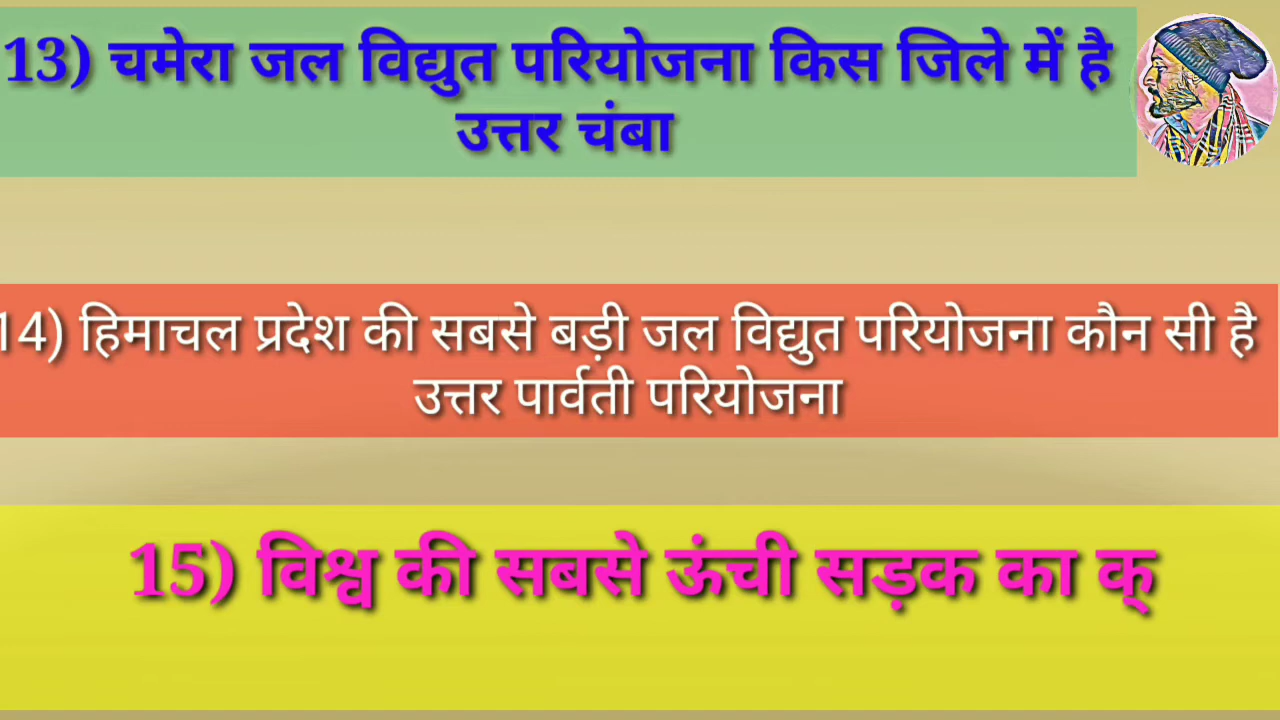 13) चमेरा जल विद्युत परियोजना किस जिले में है
उत्तर चंबा
14) हिमाचल प्रदेश की सबसे बड़ी जल विद्युत परियोजना कौन सी है
उत्तर पार्वती परियोजना
15) विश्व की सबसे ऊंची सड़क का क्